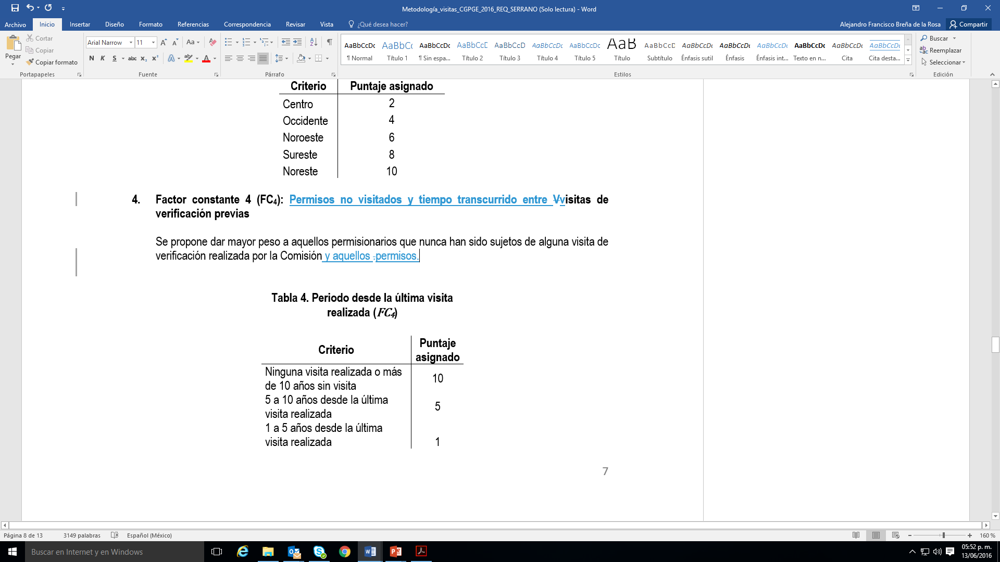 Metodología_visitas_CGPGE_2016_REQ_SERRANO (Solo lectura) - Word
Archivo Inicio Insertar Diseño Formato Referencias Correspondencia Revisar Vista ¿Qué desea hacer? Alejandro Francisco Breña de la Rosa Compartir
Pegar
Cortar
Copiar
Copiar formato
Portapapeles
Arial Narrow 11 Aa
N K S abc x₂ x² A A
Fuente
Párrafo
AaBbCcDc AaBbCc AaBbCcDc AaBbCcD AaBbCcD AaBbCcDc AaBbCcDc AaB AaBbCcD AaBbCcDc AaBbCcDc AaBbCcDc AaBbCcDc AaBbCcDc AaBbCcDc
¶ Normal Título 1 ¶ Sin espa... Título 2 Título 3 Título 4 Título 5 Título Subtítulo Énfasis sutil Énfasis Énfasis int... Texto en n... Cita Cita desta...
Estilos
Buscar
Reemplazar
Seleccionar
Edición
Criterio Puntaje asignado
Centro 2
Occidente 4
Noroeste 6
Sureste 8
Noreste 10
4. Factor constante 4 (FC₄): Permisos no visitados y tiempo transcurrido entre Vvisitas de
verificación previas
Se propone dar mayor peso a aquellos permisionarios que nunca han sido sujetos de alguna visita de
verificación realizada por la Comisión y aquellos .permisos.
Tabla 4. Periodo desde la última visita
realizada (FC₄)
Criterio Puntaje
asignado
Ninguna visita realizada o más
de 10 años sin visita 10
5 a 10 años desde la última
visita realizada 5
1 a 5 años desde la última
visita realizada 1
7
Página 8 de 13 3149 palabras Español (México) 160 %
Buscar en Internet y en Windows
05:52 p. m.
13/06/2016